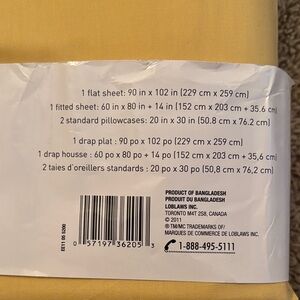 1 flat sheet: 90 in x 102 in (229 cm x 259 cm)
1 fitted sheet: 60 in x 80 in + 14 in (152 cm x 203 cm + 35,6 cm)
2 standard pillowcases: 20 in x 30 in (50.8 cm x 76.2 cm)
1 drap plat : 90 po x 102 po (229 cm x 259 cm)
1 drap housse : 60 po x 80 po + 14 po (152 cm x 203 cm + 35,6 cm)
2 taies d'oreillers standards : 20 po x 30 po (50,8 cm x 76,2 cm)
EE11 00 5200
0 57197 36205 3
PRODUCT OF BANGLADESH
PRODUIT DU BANGLADESH
LOBLAWS INC.
TORONTO M4T 2S8, CANADA
© 2011
®/TM/MC TRADEMARKS OF/
MARQUES DE COMMERCE DE LOBLAWS INC.
1-888-495-5111